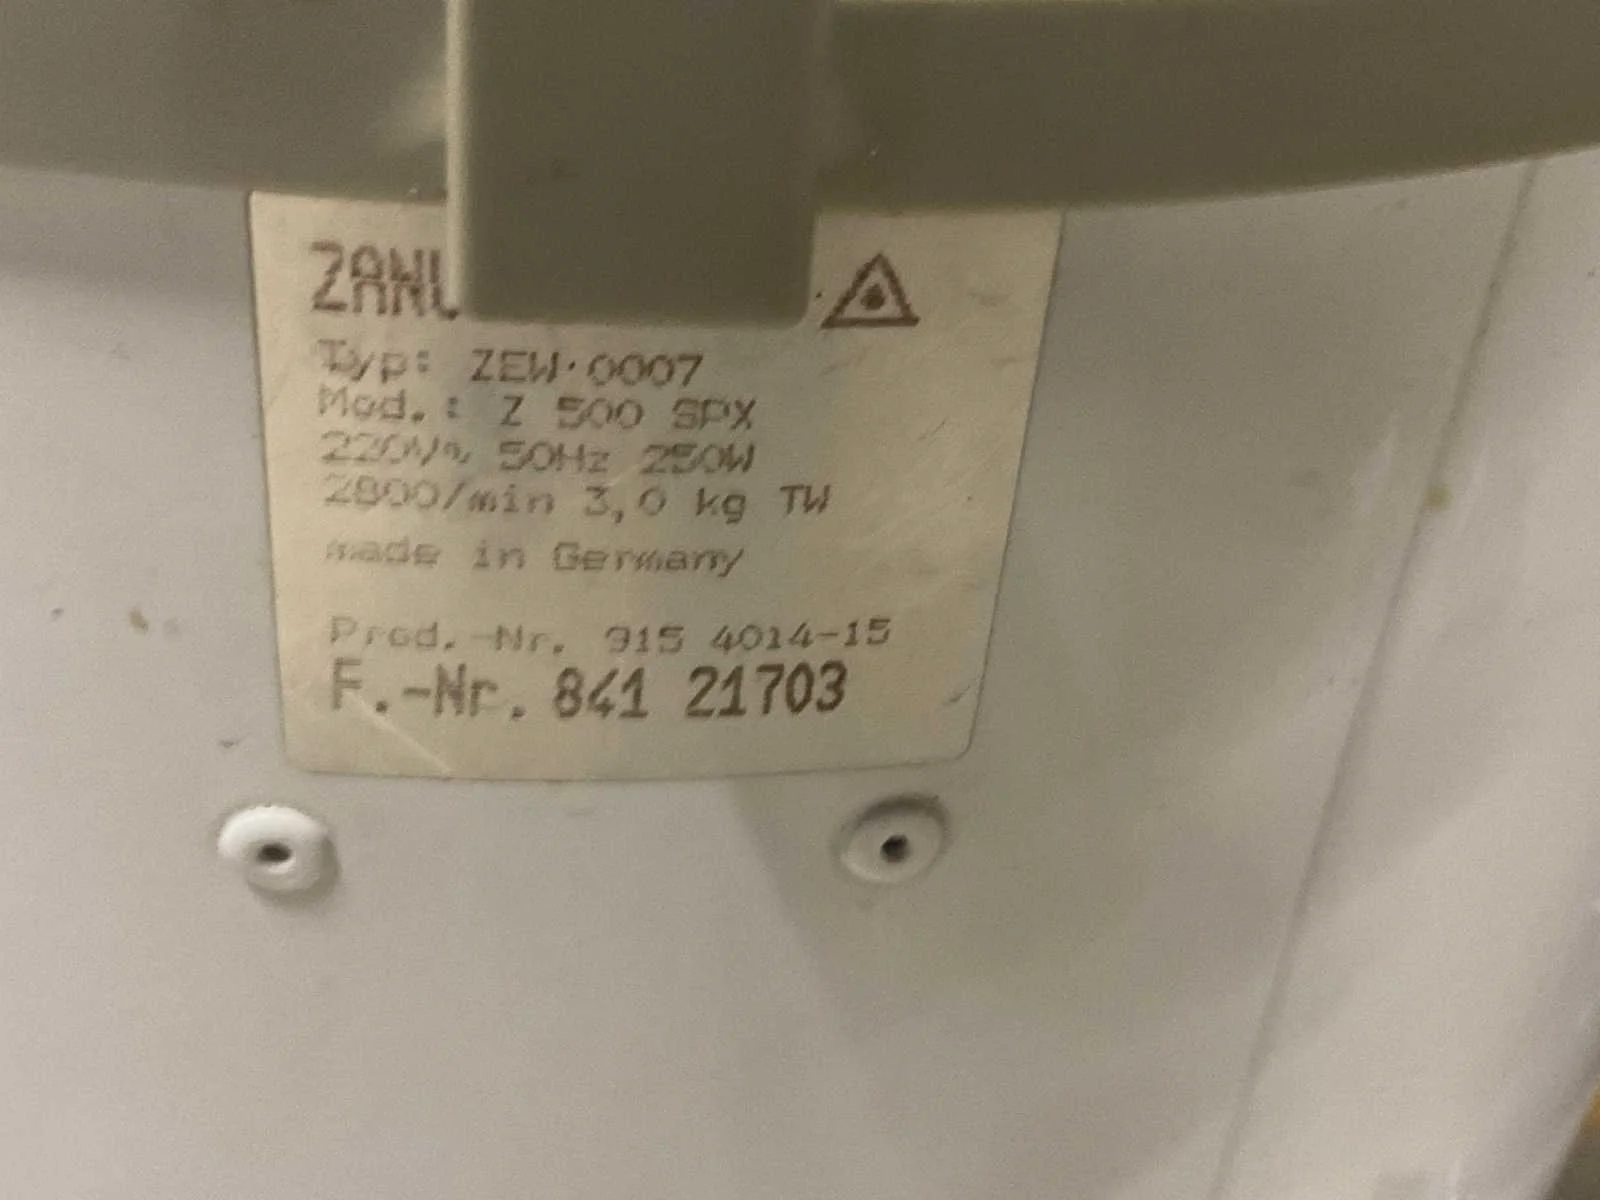 ZANU
Typ: ZEW·0007
Mod.: Z 500 SPX
220V~ 50Hz 250W
2800/min 3,0 kg TW
made in Germany
Prod.-Nr. 915 4014-15
F.-Nr. 841 21703